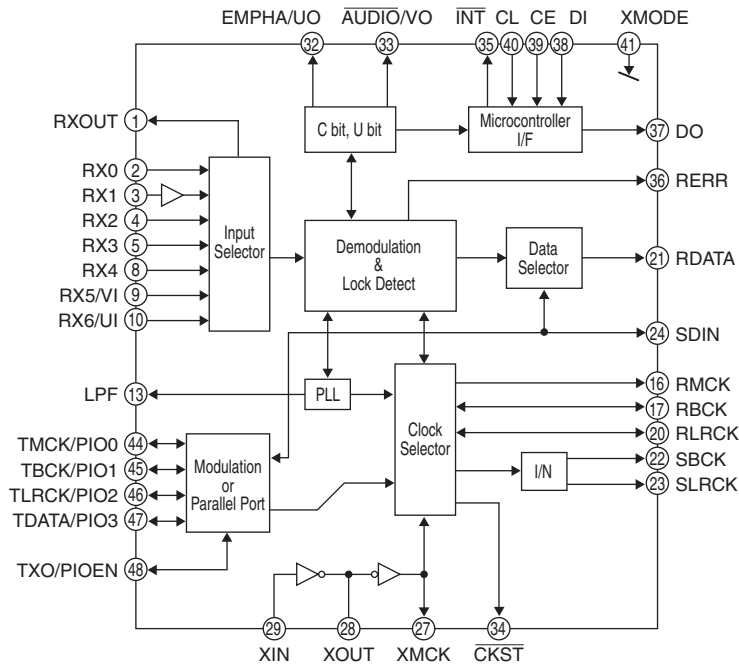 EMPHA/UO AUDIO/VO INT CL CE DI XMODE
32 33 35 40 39 38 41
RXOUT 1 C bit, U bit Microcontroller I/F 37 DO
RX0 2 36 RERR
RX1 3
RX2 4
RX3 5 Input Selector Demodulation & Lock Detect Data Selector 21 RDATA
RX4 8
RX5/VI 9
RX6/UI 10 24 SDIN
LPF 13 PLL Clock Selector 16 RMCK
17 RBCK
TMCK/PIO0 44 20 RLRCK
TBCK/PIO1 45 Modulation or Parallel Port I/N 22 SBCK
TLRCK/PIO2 46 23 SLRCK
TDATA/PIO3 47
TXO/PIOEN 48
29 28 27 34
XIN XOUT XMCK CKST